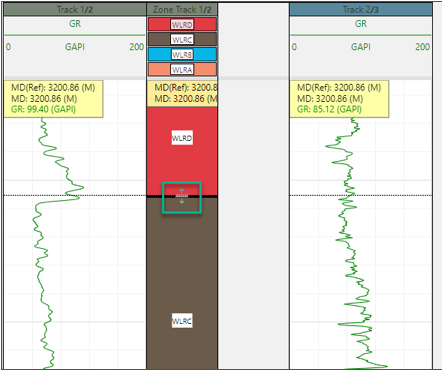 Track 1/2
Zone Track 1/2
Track 2/3
GR
WLRD
GR
WLRC
0 GAPI 200
WLRB
0 GAPI 200
WLRA
MD(Ref): 3200.86 (M)
MD: 3200.86 (M)
GR: 99.40 (GAPI)
MD(Ref): 3200.8
MD: 3200.86 (M
MD(Ref): 3200.86 (M)
MD: 3200.86 (M)
GR: 85.12 (GAPI)
WLRD
WLRC